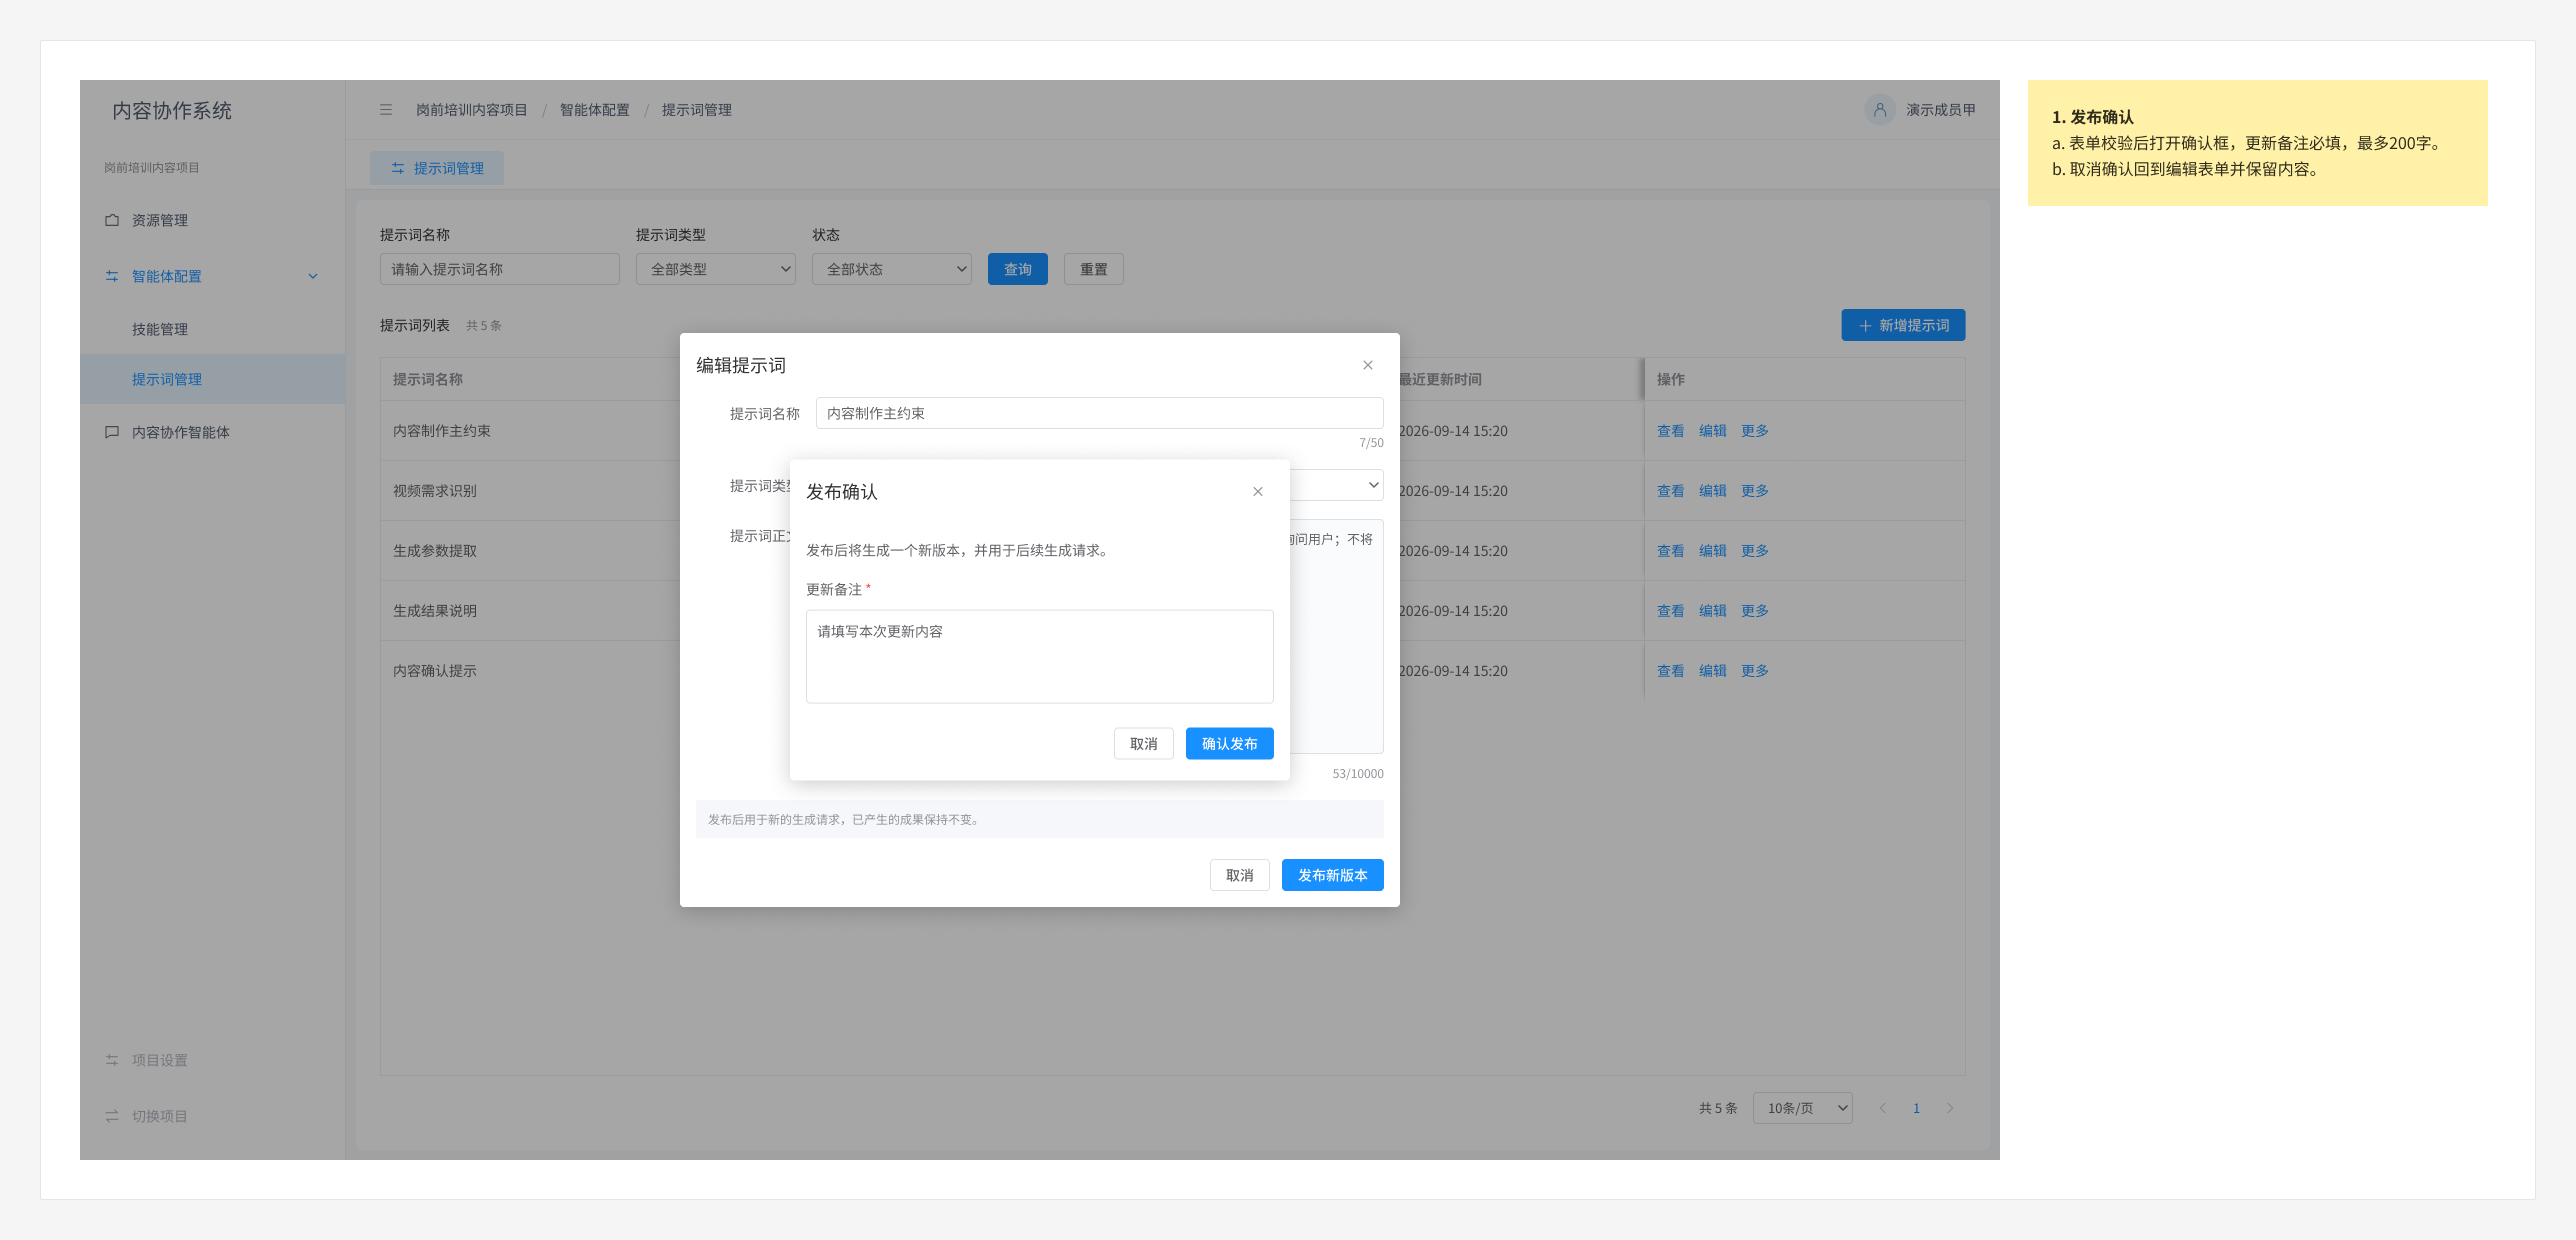 内容协作系统
岗前培训内容项目
资源管理
智能体配置
技能管理
提示词管理
内容协作智能体
项目设置
切换项目
岗前培训内容项目 / 智能体配置 / 提示词管理
演示成员甲
提示词管理
提示词名称 提示词类型 状态
请输入提示词名称 全部类型 全部状态 查询 重置
提示词列表 共 5 条 新增提示词
提示词名称 最近更新时间 操作
内容制作主约束 2026-09-14 15:20 查看 编辑 更多
视频需求识别 2026-09-14 15:20 查看 编辑 更多
生成参数提取 2026-09-14 15:20 查看 编辑 更多
生成结果说明 2026-09-14 15:20 查看 编辑 更多
内容确认提示 2026-09-14 15:20 查看 编辑 更多
共 5 条 10条/页 1
编辑提示词
提示词名称 内容制作主约束
7/50
提示词类
提示词正
问用户；不将
53/10000
发布后用于新的生成请求，已产生的成果保持不变。
取消 发布新版本
发布确认
发布后将生成一个新版本，并用于后续生成请求。
更新备注 *
请填写本次更新内容
取消 确认发布
1. 发布确认
a. 表单校验后打开确认框，更新备注必填，最多200字。
b. 取消确认回到编辑表单并保留内容。